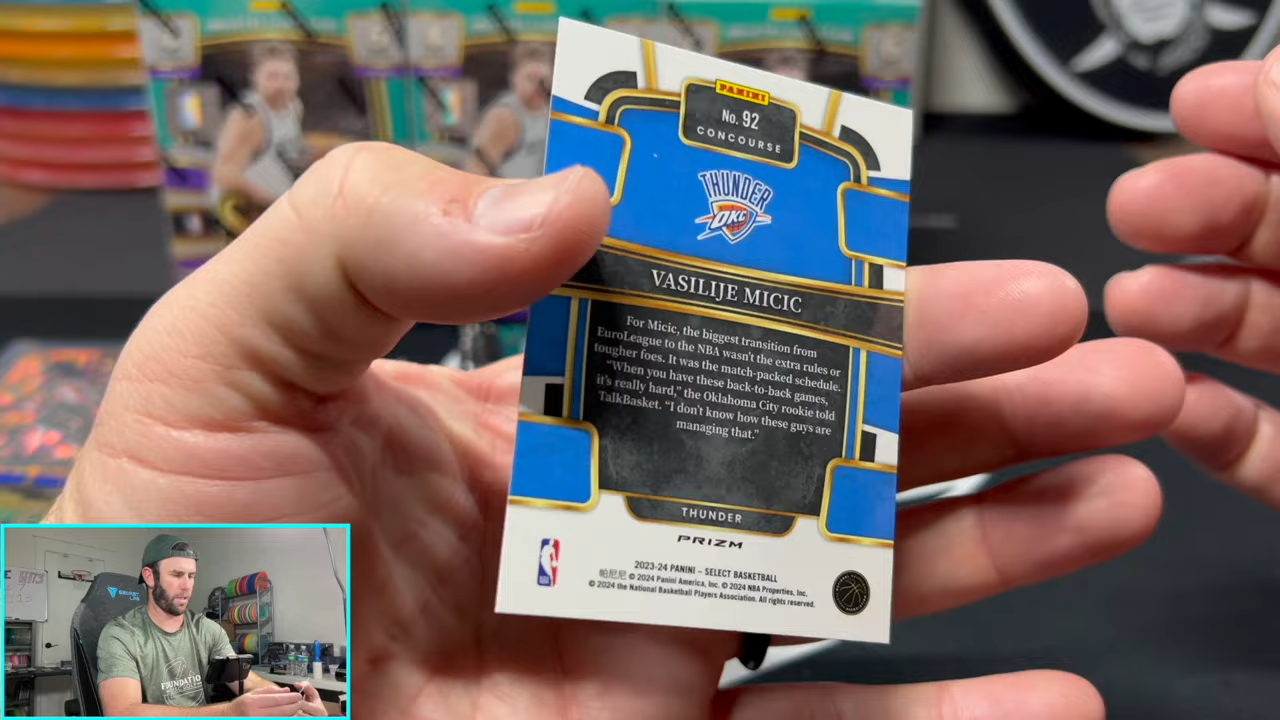 PANINI
No. 92
CONCOURSE
THUNDER
OKC
VASILIJE MICIC
For Micic, the biggest transition from
EuroLeague to the NBA wasn't the extra rules or
tougher foes. It was the match-packed schedule.
"When you have these back-to-back games,
it's really hard," the Oklahoma City rookie told
TalkBasket. "I don't know how these guys are
managing that."
THUNDER
PRIZM
2023-24 PANINI – SELECT BASKETBALL
帕尼尼 © 2024 Panini America, Inc. © 2024 NBA Properties, Inc.
© 2024 the National Basketball Players Association. All rights reserved.